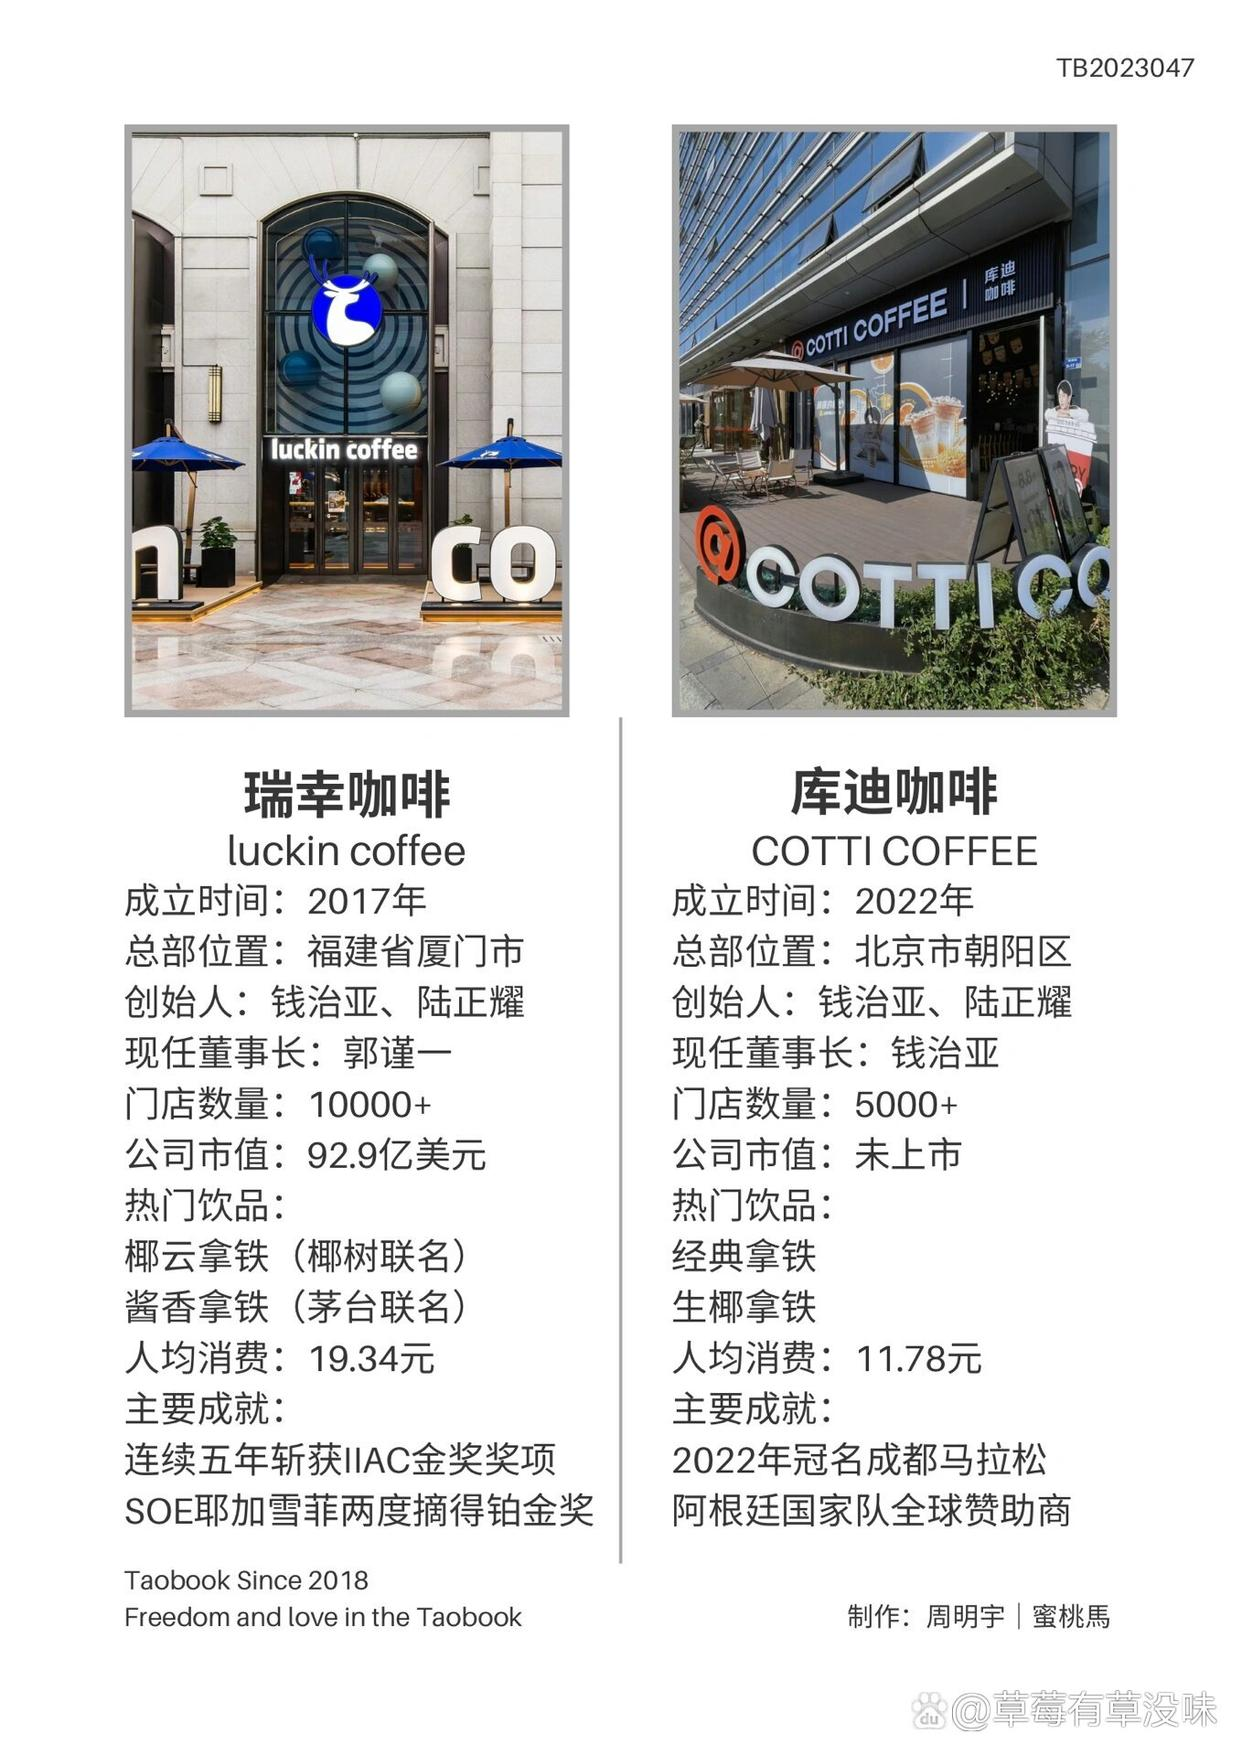 TB2023047
luckin coffee
n
co
COTTI COFFEE | 库迪
咖啡
@COTTI CO
瑞幸咖啡
luckin coffee
成立时间：2017年
总部位置：福建省厦门市
创始人：钱治亚、陆正耀
现任董事长：郭谨一
门店数量：10000+
公司市值：92.9亿美元
热门饮品：
椰云拿铁（椰树联名）
酱香拿铁（茅台联名）
人均消费：19.34元
主要成就：
连续五年斩获IIAC金奖奖项
SOE耶加雪菲两度摘得铂金奖
库迪咖啡
COTTI COFFEE
成立时间：2022年
总部位置：北京市朝阳区
创始人：钱治亚、陆正耀
现任董事长：钱治亚
门店数量：5000+
公司市值：未上市
热门饮品：
经典拿铁
生椰拿铁
人均消费：11.78元
主要成就：
2022年冠名成都马拉松
阿根廷国家队全球赞助商
Taobook Since 2018
Freedom and love in the Taobook
制作：周明宇｜蜜桃馬
du @草莓有草没味